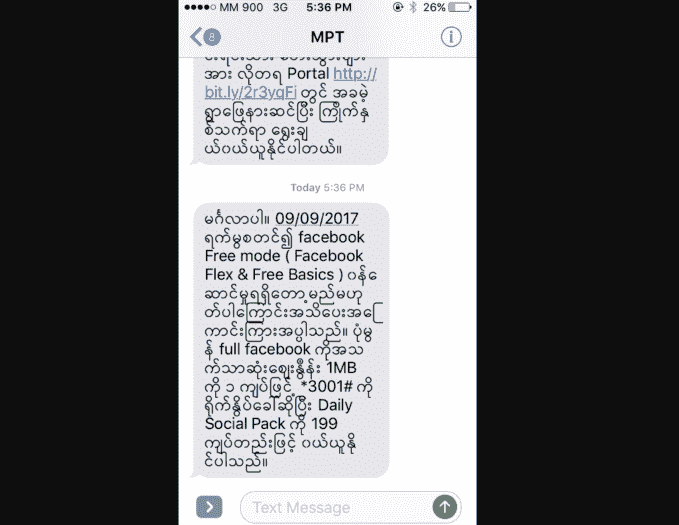 MM 900 3G 5:36 PM 26%
8 MPT
အား လိုတရ Portal http://
bit.ly/2r3yqFi တွင် အခမဲ့
ရှာဖြေနားဆင်ပြီး ကြိုက်နှ
စ်သက်ရာ ရွေးချ
ယ်ဝယ်ယူနိုင်ပါတယ်။
Today 5:36 PM
မင်္ဂလာပါ။ 09/09/2017
ရက်မှစတင်၍ facebook
Free mode ( Facebook
Flex & Free Basics ) ဝန်ဆ
ောင်မှုရရှိတော့မည်မဟု
တ်ပါကြောင်းအသိပေးအကြေ
ာင်းကြားအပ်ပါသည်။ ပုံမှ
န် full facebook ကိုအသ
က်သာဆုံးဈေးနှုန်း 1MB
ကို ၁ ကျပ်ဖြင့် *3001# ကို
ရိုက်နှိပ်ခေါ်ဆိုပြီး Daily
Social Pack ကို 199
ကျပ်တည်းဖြင့် ဝယ်ယူနို
င်ပါသည်။
Text Message